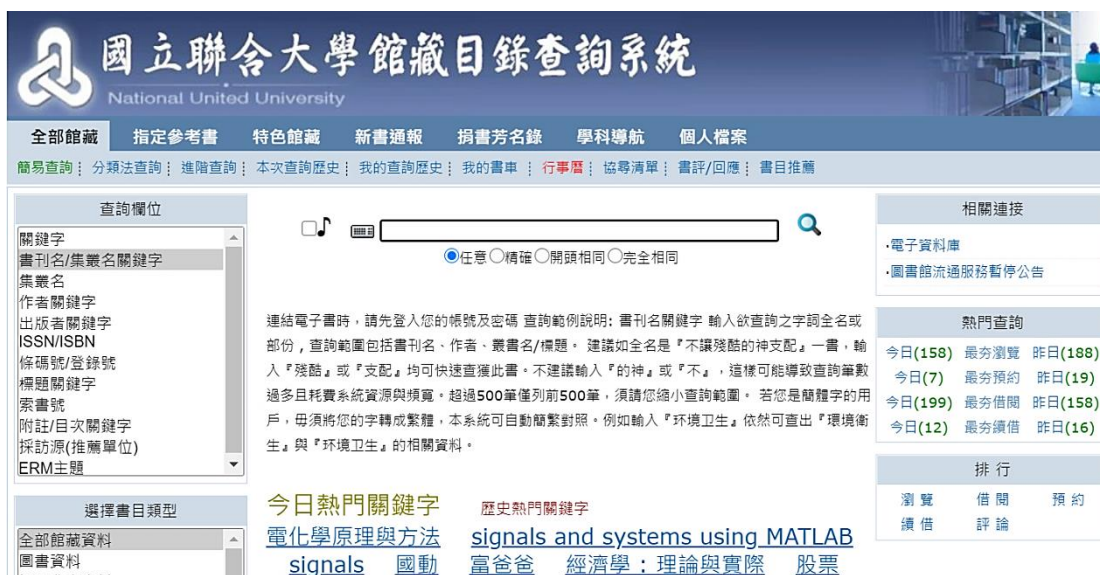 國立聯合大學館藏目錄查詢系統
National United University
全部館藏 指定參考書 特色館藏 新書通報 捐書芳名錄 學科導航 個人檔案
簡易查詢 ┆ 分類法查詢 ┆ 進階查詢 ┆ 本次查詢歷史 ┆ 我的查詢歷史 ┆ 我的書車 ┆ 行事曆 ┆ 協尋清單 ┆ 書評/回應 ┆ 書目推薦
查詢欄位
關鍵字
書刊名/集叢名關鍵字
集叢名
作者關鍵字
出版者關鍵字
ISSN/ISBN
條碼號/登錄號
標題關鍵字
索書號
附註/目次關鍵字
採訪源(推薦單位)
ERM主題
選擇書目類型
全部館藏資料
圖書資料
任意 精確 開頭相同 完全相同
連結電子書時,請先登入您的帳號及密碼 查詢範例說明: 書刊名關鍵字 輸入欲查詢之字詞全名或
部份,查詢範圍包括書刊名、作者、叢書名/標題。 建議如全名是『不讓殘酷的神支配』一書,輸
入『殘酷』或『支配』均可快速查獲此書。不建議輸入『的神』或『不』,這樣可能導致查詢筆數
過多且耗費系統資源與頻寬。超過500筆僅列前500筆,須請您縮小查詢範圍。 若您是簡體字的用
戶,毋須將您的字轉成繁體,本系統可自動簡繁對照。例如輸入『环境卫生』依然可查出『環境衛
生』與『环境卫生』的相關資料。
今日熱門關鍵字 歷史熱門關鍵字
電化學原理與方法 signals and systems using MATLAB
signals 國動 富爸爸 經濟學:理論與實際 股票
相關連接
·電子資料庫
·圖書館流通服務暫停公告
熱門查詢
今日(158) 最夯瀏覽 昨日(188)
今日(7) 最夯預約 昨日(19)
今日(199) 最夯借閱 昨日(158)
今日(12) 最夯續借 昨日(16)
排 行
瀏 覽 借 閱 預 約
續 借 評 論